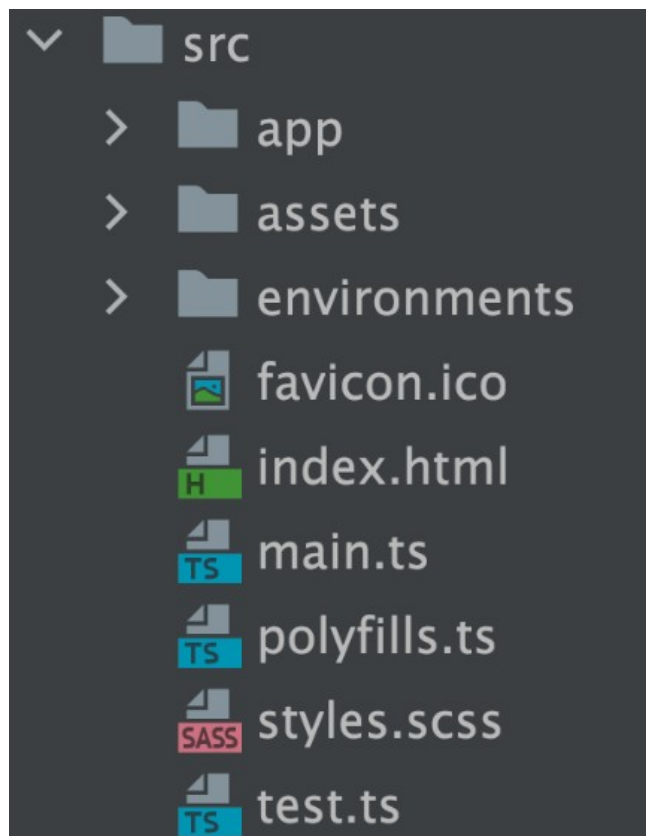 src
app
assets
environments
favicon.ico
H index.html
TS main.ts
TS polyfills.ts
SASS styles.scss
TS test.ts